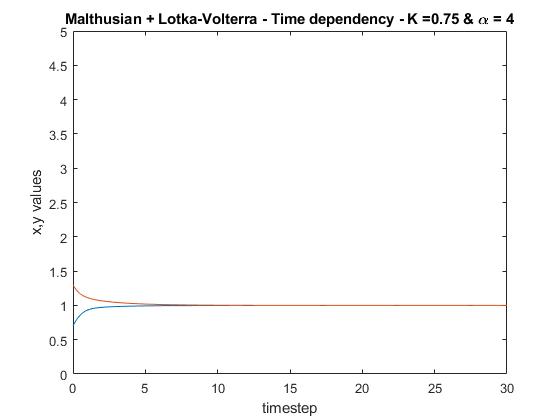 Malthusian + Lotka-Volterra - Time dependency - K =0.75 & α = 4
5
4.5
4
3.5
3
2.5
2
1.5
1
0.5
0
x,y values
0 5 10 15 20 25 30
timestep